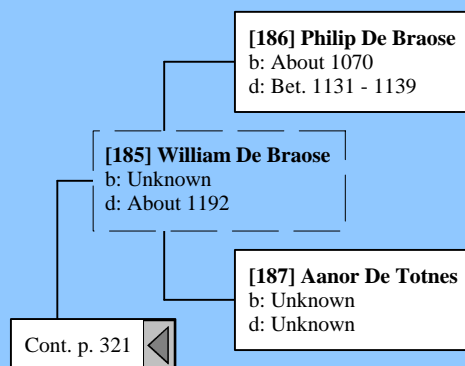 [186] Philip De Braose
b: About 1070
d: Bet. 1131 - 1139
[185] William De Braose
b: Unknown
d: About 1192
[187] Aanor De Totnes
b: Unknown
d: Unknown
Cont. p. 321